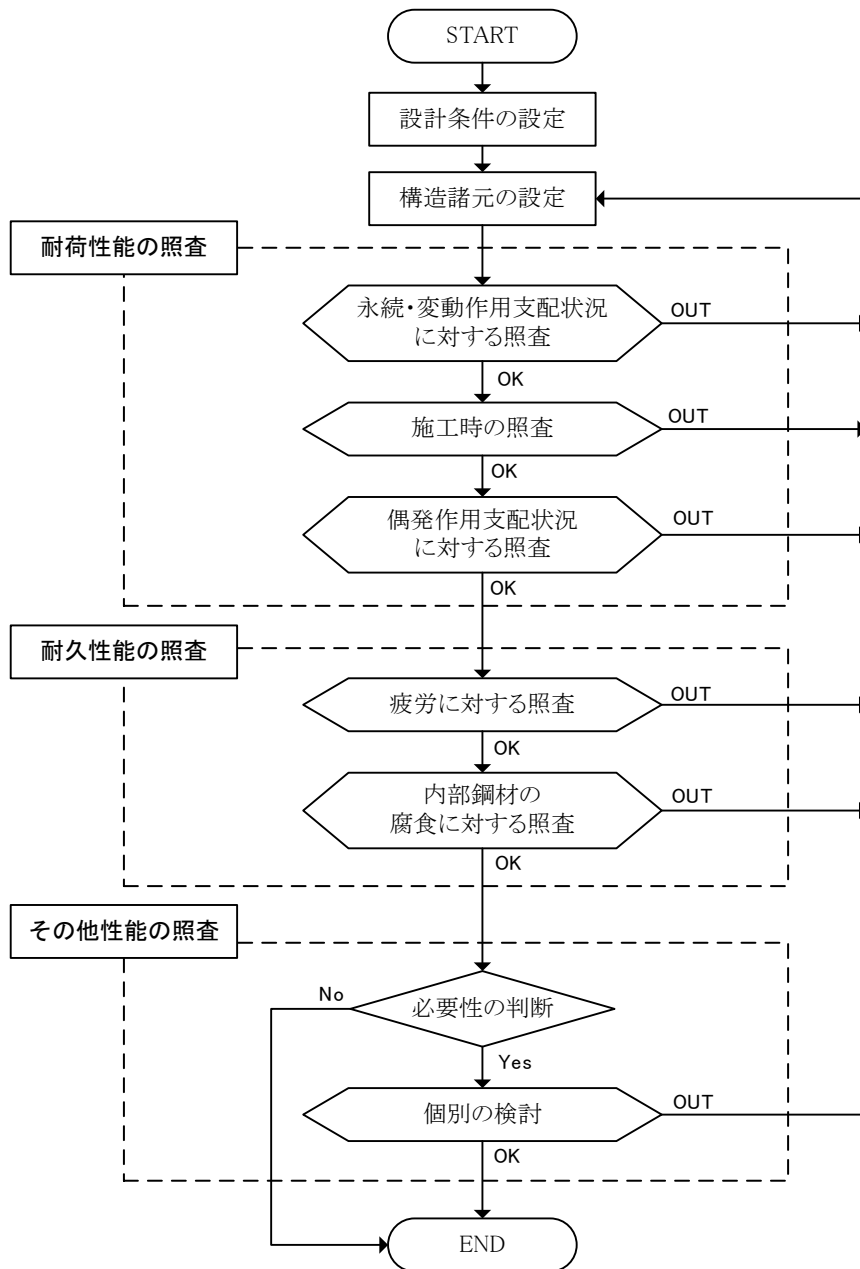 START
設計条件の設定
構造諸元の設定
耐荷性能の照査
永続・変動作用支配状況
に対する照査
OUT
OK
施工時の照査
OUT
OK
偶発作用支配状況
に対する照査
OUT
OK
耐久性能の照査
疲労に対する照査
OUT
OK
内部鋼材の
腐食に対する照査
OUT
OK
その他性能の照査
必要性の判断
No
Yes
個別の検討
OUT
OK
END